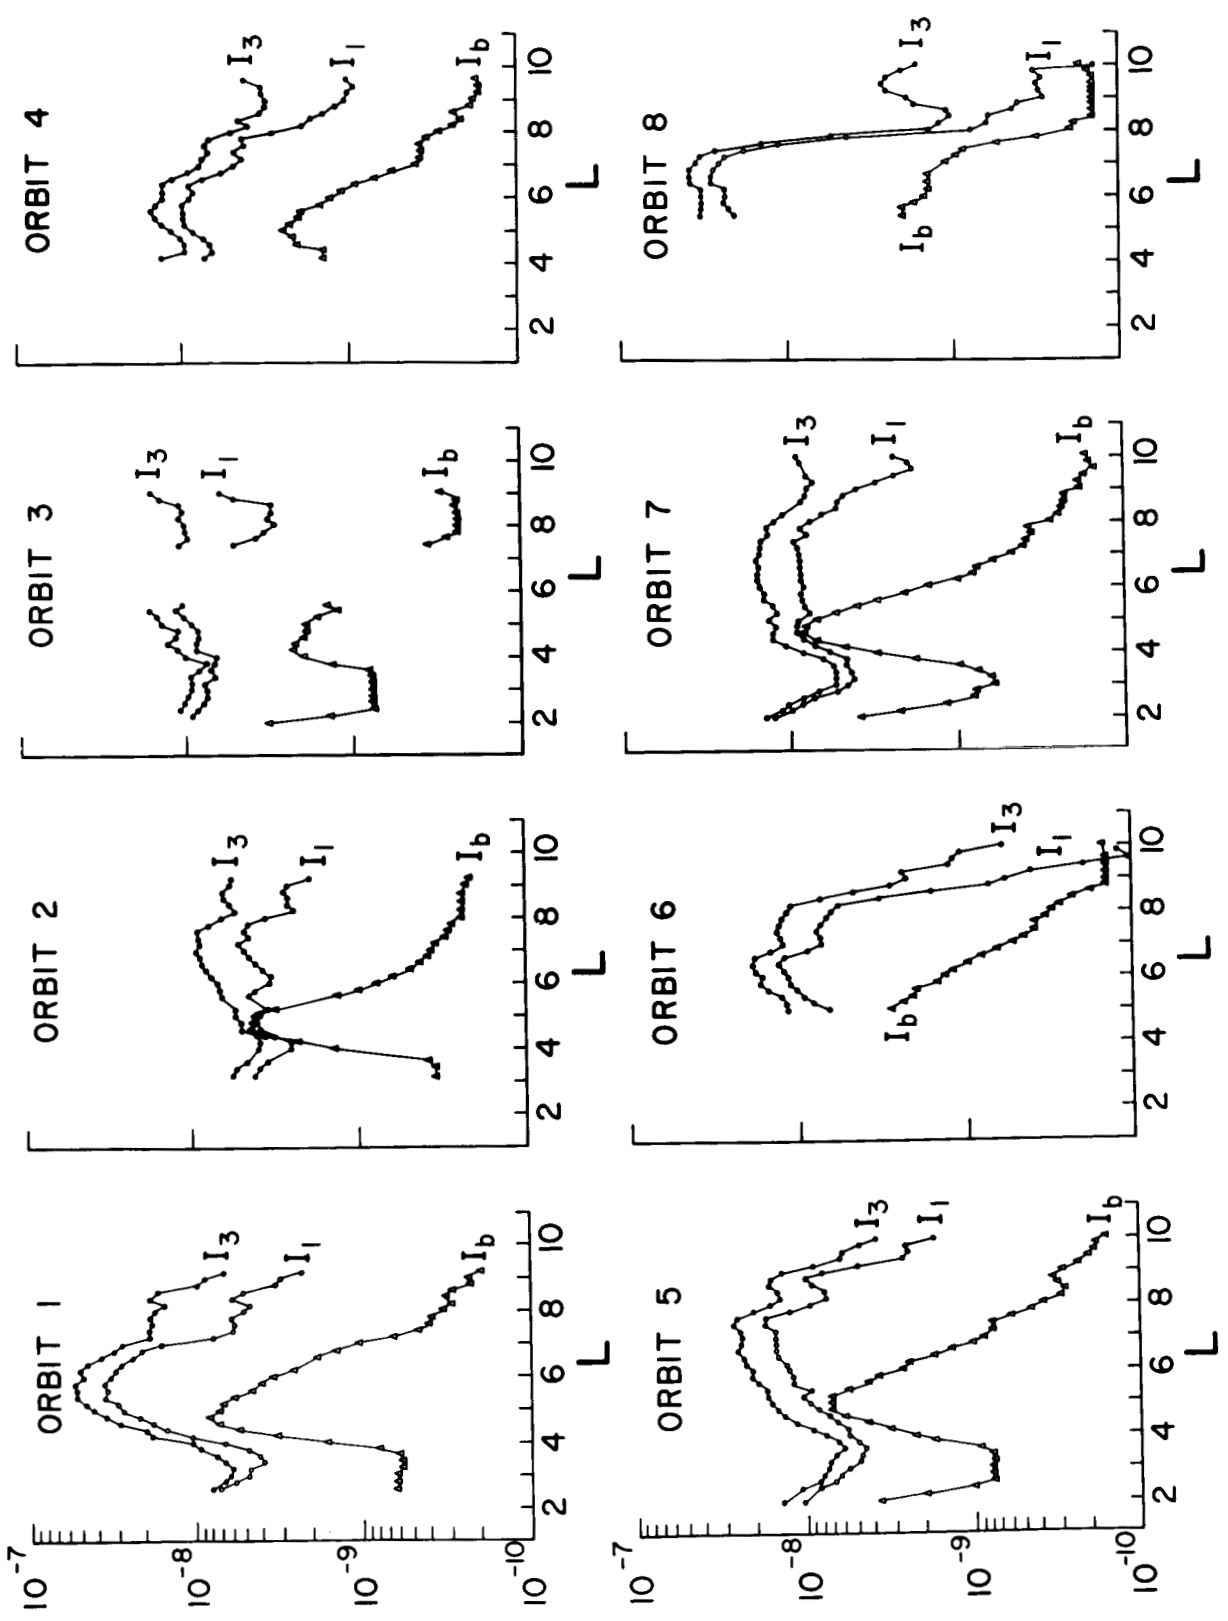 ORBIT 1
I3
I1
Ib
10^-7
10^-8
10^-9
10^-10
2 4 6 8 10
L
ORBIT 2
I3
I1
Ib
2 4 6 8 10
L
ORBIT 3
I3
I1
Ib
2 4 6 8 10
L
ORBIT 4
I3
I1
Ib
2 4 6 8 10
L
ORBIT 5
I3
I1
Ib
10^-7
10^-8
10^-9
10^-10
2 4 6 8 10
L
ORBIT 6
I3
I1
Ib
2 4 6 8 10
L
ORBIT 7
I3
I1
Ib
2 4 6 8 10
L
ORBIT 8
I3
I1
Ib
2 4 6 8 10
L